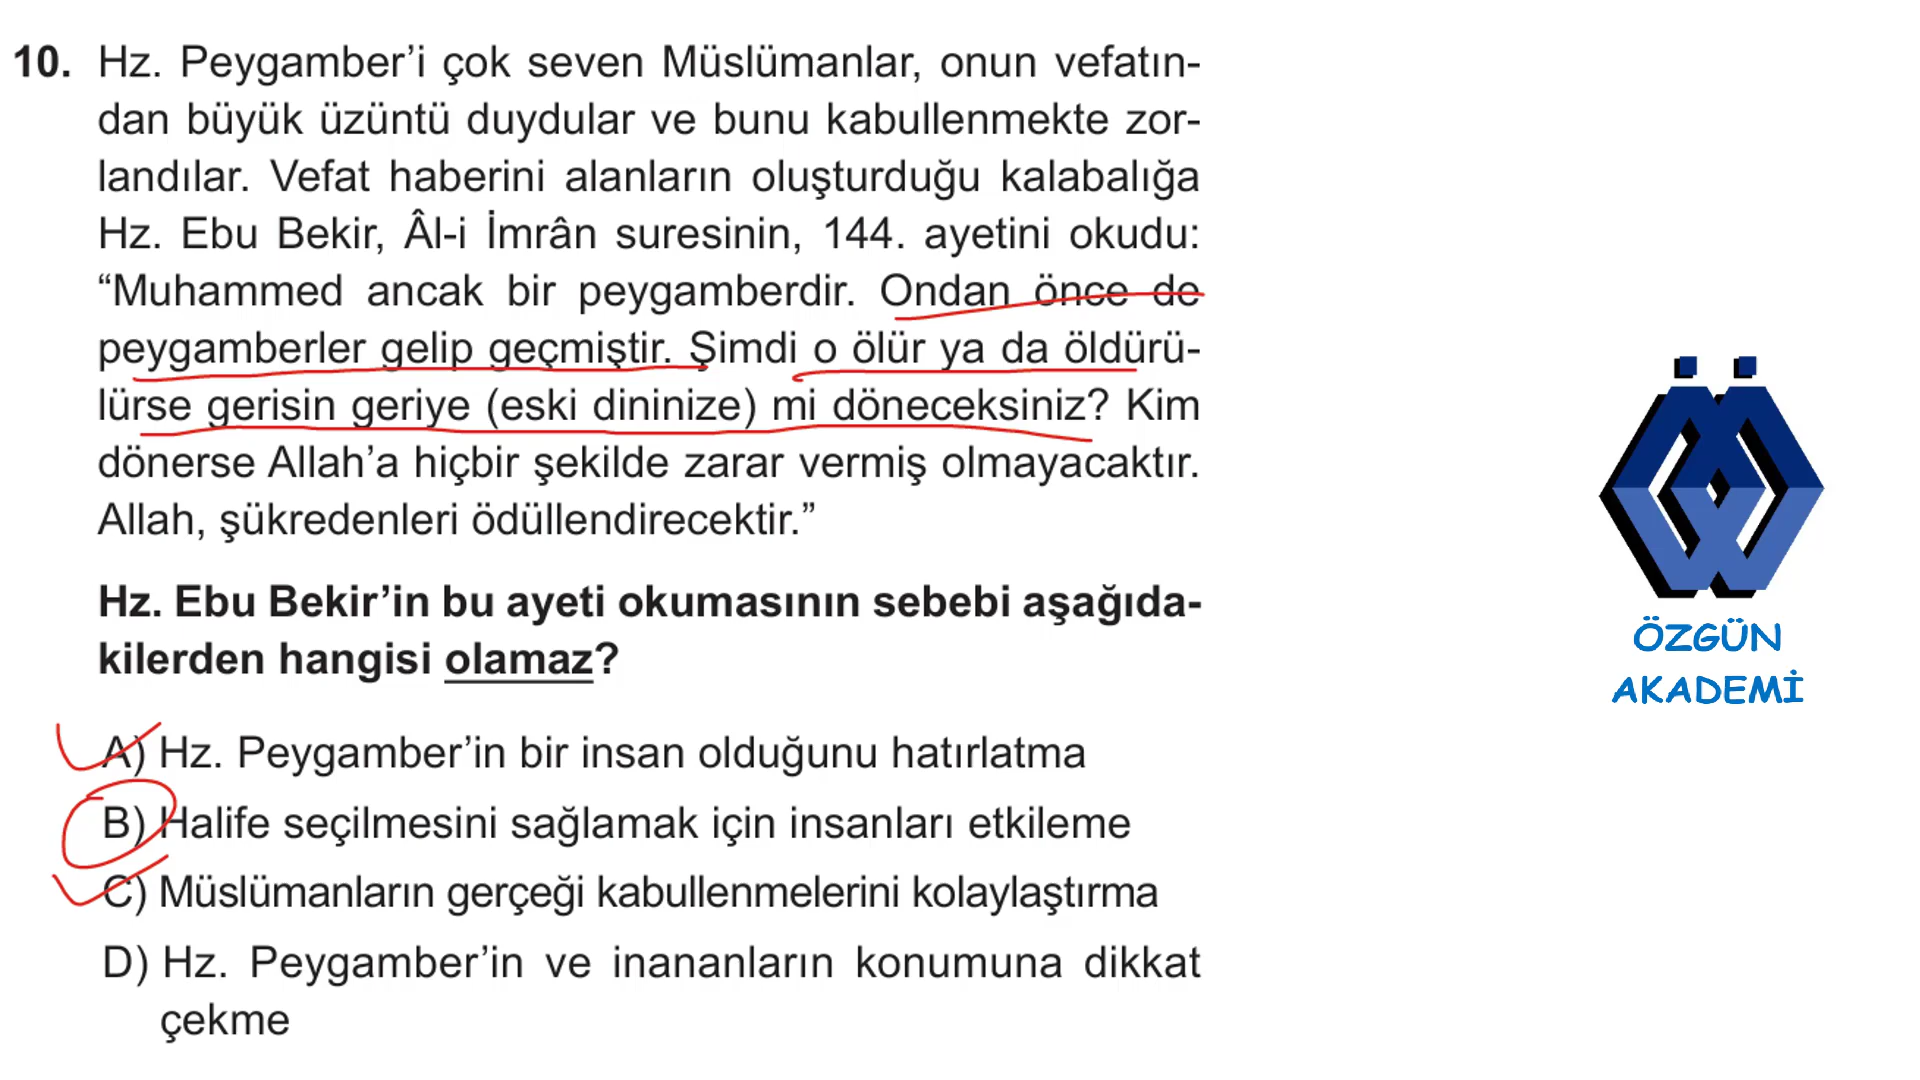 10. Hz. Peygamber’i çok seven Müslümanlar, onun vefatın-
dan büyük üzüntü duydular ve bunu kabullenmekte zor-
landılar. Vefat haberini alanların oluşturduğu kalabalığa
Hz. Ebu Bekir, Âl-i İmrân suresinin, 144. ayetini okudu:
“Muhammed ancak bir peygamberdir. Ondan önce de
peygamberler gelip geçmiştir. Şimdi o ölür ya da öldürü-
lürse gerisin geriye (eski dininize) mi döneceksiniz? Kim
dönerse Allah’a hiçbir şekilde zarar vermiş olmayacaktır.
Allah, şükredenleri ödüllendirecektir.”
Hz. Ebu Bekir’in bu ayeti okumasının sebebi aşağıda-
kilerden hangisi olamaz?
A) Hz. Peygamber’in bir insan olduğunu hatırlatma
B) Halife seçilmesini sağlamak için insanları etkileme
C) Müslümanların gerçeği kabullenmelerini kolaylaştırma
D) Hz. Peygamber’in ve inananların konumuna dikkat
çekme
ÖZGÜN
AKADEMİ